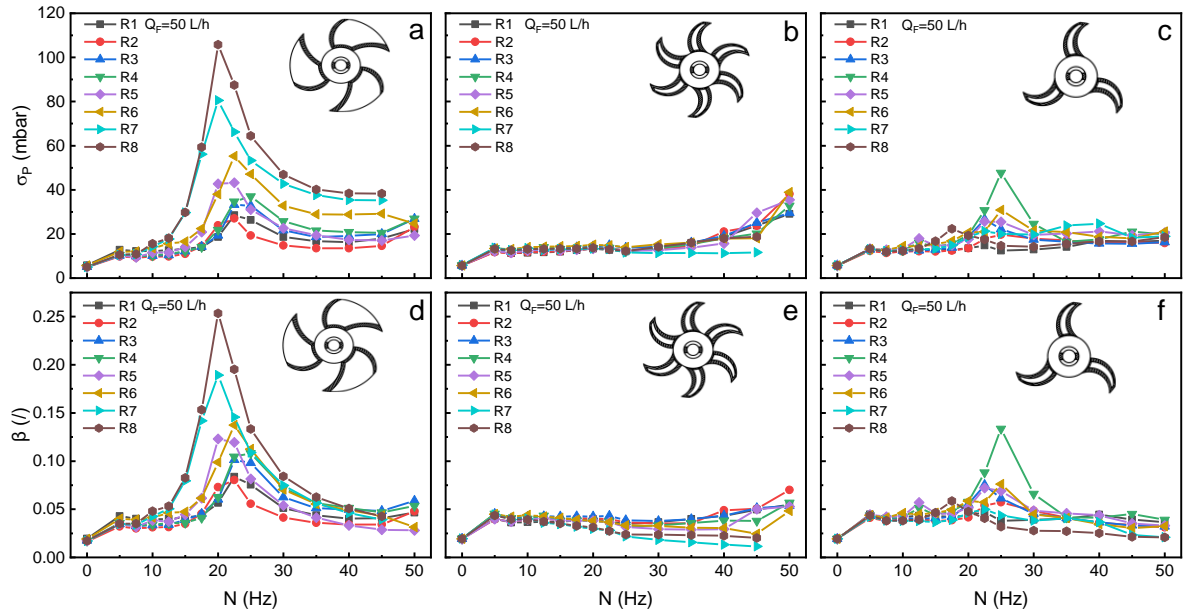 R1 Q_F=50 L/h
R2
R3
R4
R5
R6
R7
R8
a
120
100
80
60
40
20
0
σ_P (mbar)
R1 Q_F=50 L/h
R2
R3
R4
R5
R6
R7
R8
b
R1 Q_F=50 L/h
R2
R3
R4
R5
R6
R7
R8
c
R1 Q_F=50 L/h
R2
R3
R4
R5
R6
R7
R8
d
0.25
0.20
0.15
0.10
0.05
0.00
β (/)
0 10 20 30 40 50
N (Hz)
R1 Q_F=50 L/h
R2
R3
R4
R5
R6
R7
R8
e
0 10 20 30 40 50
N (Hz)
R1 Q_F=50 L/h
R2
R3
R4
R5
R6
R7
R8
f
0 10 20 30 40 50
N (Hz)